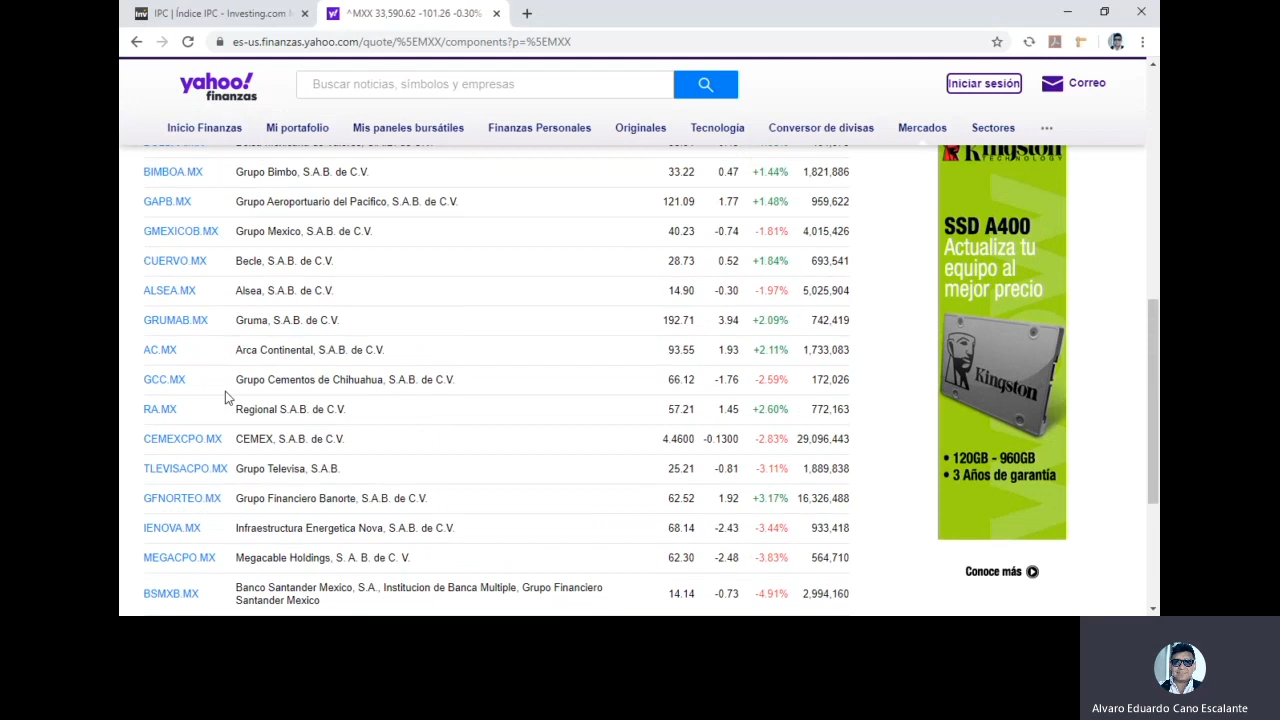 IPC | Índice IPC - Investing.com
^MXX 33,590.62 -101.26 -0.30%
es-us.finanzas.yahoo.com/quote/%5EMXX/components?p=%5EMXX
yahoo!
finanzas
Buscar noticias, símbolos y empresas
Iniciar sesión
Correo
Inicio Finanzas Mi portafolio Mis paneles bursátiles Finanzas Personales Originales Tecnología Conversor de divisas Mercados Sectores
BIMBOA.MX Grupo Bimbo, S.A.B. de C.V. 33.22 0.47 +1.44% 1,821,886
GAPB.MX Grupo Aeroportuario del Pacifico, S.A.B. de C.V. 121.09 1.77 +1.48% 959,622
GMEXICOB.MX Grupo Mexico, S.A.B. de C.V. 40.23 -0.74 -1.81% 4,015,426
CUERVO.MX Becle, S.A.B. de C.V. 28.73 0.52 +1.84% 693,541
ALSEA.MX Alsea, S.A.B. de C.V. 14.90 -0.30 -1.97% 5,025,904
GRUMAB.MX Gruma, S.A.B. de C.V. 192.71 3.94 +2.09% 742,419
AC.MX Arca Continental, S.A.B. de C.V. 93.55 1.93 +2.11% 1,733,083
GCC.MX Grupo Cementos de Chihuahua, S.A.B. de C.V. 66.12 -1.76 -2.59% 172,026
RA.MX Regional S.A.B. de C.V. 57.21 1.45 +2.60% 772,163
CEMEXCPO.MX CEMEX, S.A.B. de C.V. 4.4600 -0.1300 -2.83% 29,096,443
TLEVISACPO.MX Grupo Televisa, S.A.B. 25.21 -0.81 -3.11% 1,889,838
GFNORTEO.MX Grupo Financiero Banorte, S.A.B. de C.V. 62.52 1.92 +3.17% 16,326,488
IENOVA.MX Infraestructura Energetica Nova, S.A.B. de C.V. 68.14 -2.43 -3.44% 933,418
MEGACPO.MX Megacable Holdings, S. A. B. de C. V. 62.30 -2.48 -3.83% 564,710
BSMXB.MX Banco Santander Mexico, S.A., Institucion de Banca Multiple, Grupo Financiero
Santander Mexico 14.14 -0.73 -4.91% 2,994,160
Kingston
TECHNOLOGY
SSD A400
Actualiza tu
equipo al
mejor precio
Kingston
• 120GB - 960GB
• 3 Años de garantía
Conoce más
Alvaro Eduardo Cano Escalante